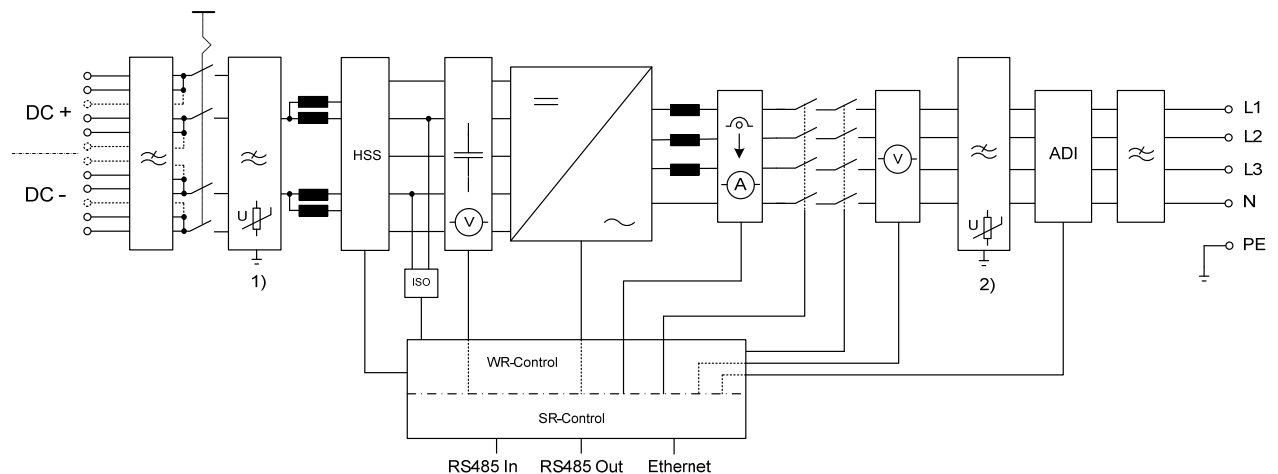 DC +
DC -
U
1)
HSS
ISO
V
A
V
U
2)
ADI
L1
L2
L3
N
PE
WR-Control
SR-Control
RS485 In
RS485 Out
Ethernet